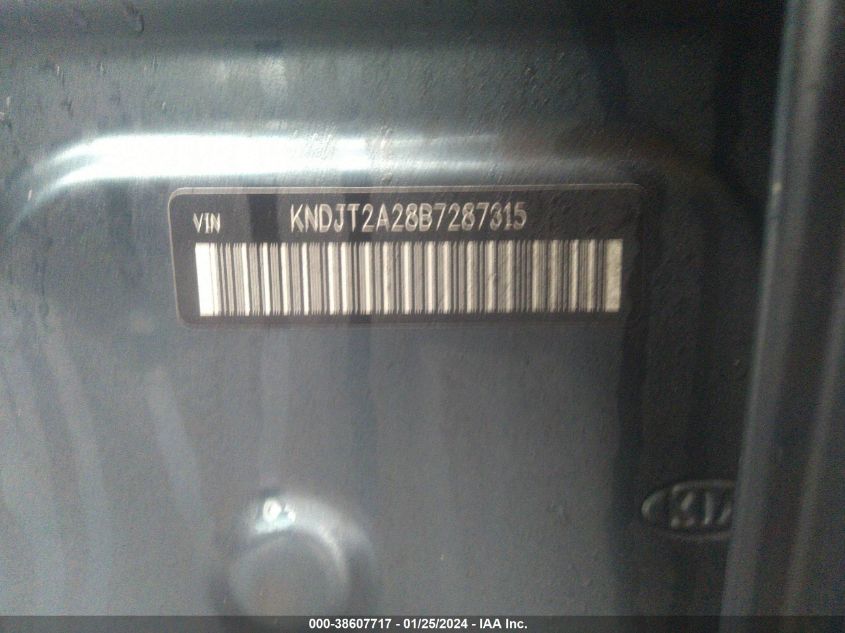 VIN KNDJT2A28B7287315
KIA
000-38607717 - 01/25/2024 - IAA Inc.